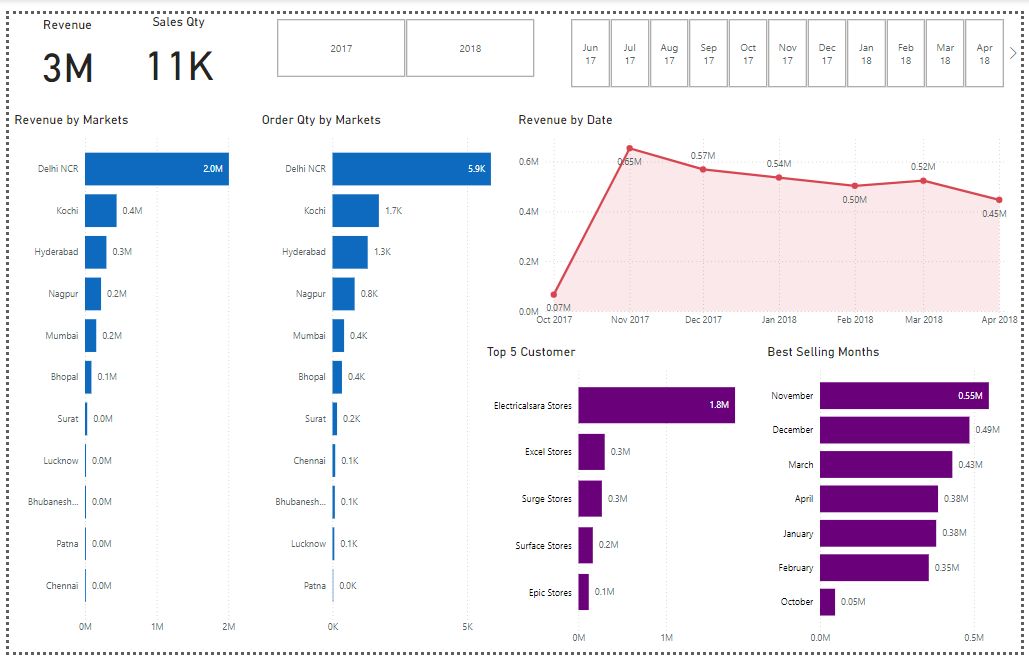 Revenue
3M
Sales Qty
11K
2017
2018
Jun 17
Jul 17
Aug 17
Sep 17
Oct 17
Nov 17
Dec 17
Jan 18
Feb 18
Mar 18
Apr 18
Revenue by Markets
Delhi NCR 2.0M
Kochi 0.4M
Hyderabad 0.3M
Nagpur 0.2M
Mumbai 0.2M
Bhopal 0.1M
Surat 0.0M
Lucknow 0.0M
Bhubanesh... 0.0M
Patna 0.0M
Chennai 0.0M
0M 1M 2M
Order Qty by Markets
Delhi NCR 5.9K
Kochi 1.7K
Hyderabad 1.3K
Nagpur 0.8K
Mumbai 0.4K
Bhopal 0.4K
Surat 0.2K
Chennai 0.1K
Bhubanesh... 0.1K
Lucknow 0.1K
Patna 0.0K
0K 5K
Revenue by Date
0.6M
0.4M
0.2M
0.0M
0.07M 0.65M 0.57M 0.54M 0.50M 0.52M 0.45M
Oct 2017 Nov 2017 Dec 2017 Jan 2018 Feb 2018 Mar 2018 Apr 2018
Top 5 Customer
Electricalsara Stores 1.8M
Excel Stores 0.3M
Surge Stores 0.3M
Surface Stores 0.2M
Epic Stores 0.1M
0M 1M
Best Selling Months
November 0.55M
December 0.49M
March 0.43M
April 0.38M
January 0.38M
February 0.35M
October 0.05M
0.0M 0.5M